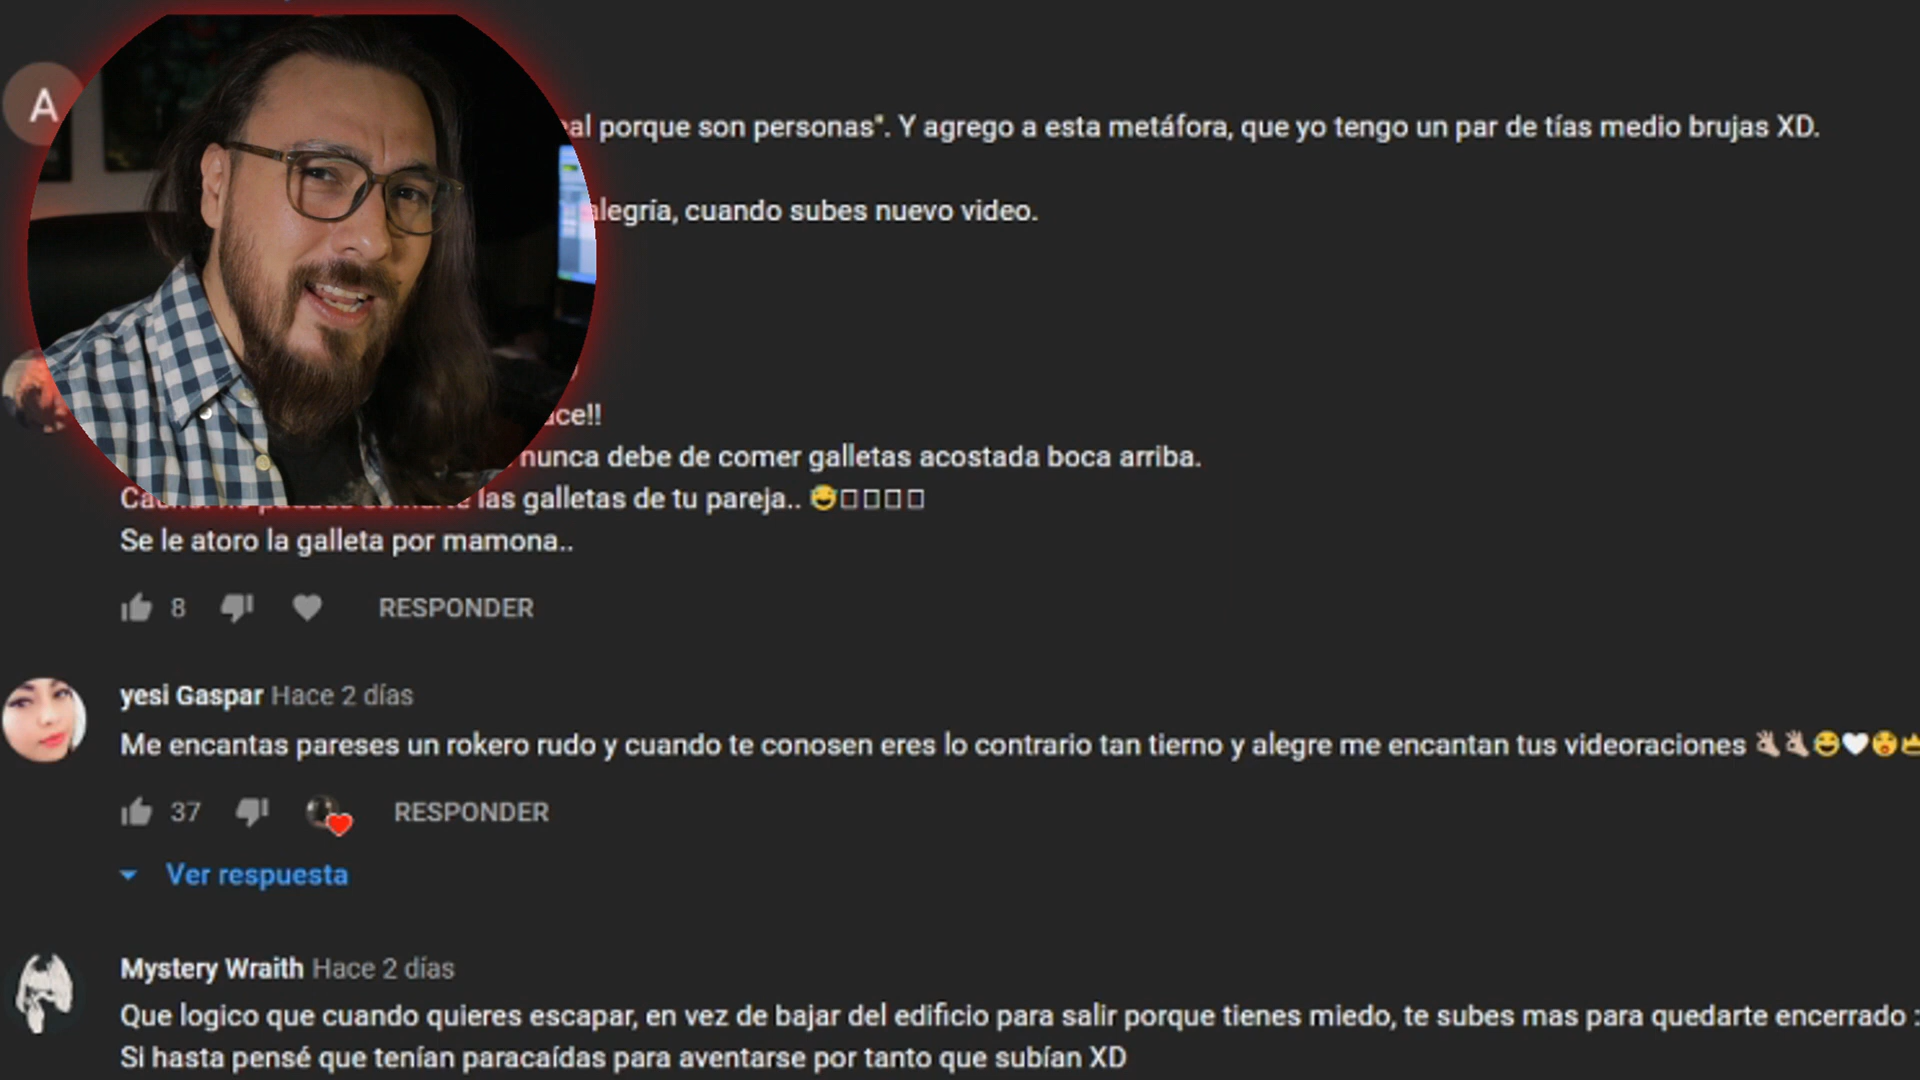 A
porque son personas". Y agrego a esta metáfora, que yo tengo un par de tías medio brujas XD.
alegría, cuando subes nuevo video.
nunca debe de comer galletas acostada boca arriba.
las galletas de tu pareja.. 😅
Se le atoro la galleta por mamona..
8 RESPONDER
yesi Gaspar Hace 2 días
Me encantas pareses un rokero rudo y cuando te conosen eres lo contrario tan tierno y alegre me encantan tus videoraciones 👌🏻👌🏻😂🤍😲👑
37 RESPONDER
Ver respuesta
Mystery Wraith Hace 2 días
Que logico que cuando quieres escapar, en vez de bajar del edificio para salir porque tienes miedo, te subes mas para quedarte encerrado :
Si hasta pensé que tenían paracaídas para aventarse por tanto que subían XD